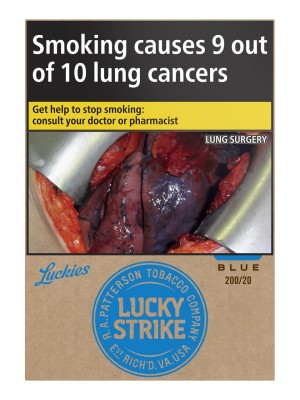 Smoking causes 9 out
of 10 lung cancers
Get help to stop smoking:
consult your doctor or pharmacist
LUNG SURGERY
Luckies
BLUE
200/20
R.A. PATTERSON TOBACCO COMPANY
LUCKY
STRIKE
EST RICH'D. VA. USA